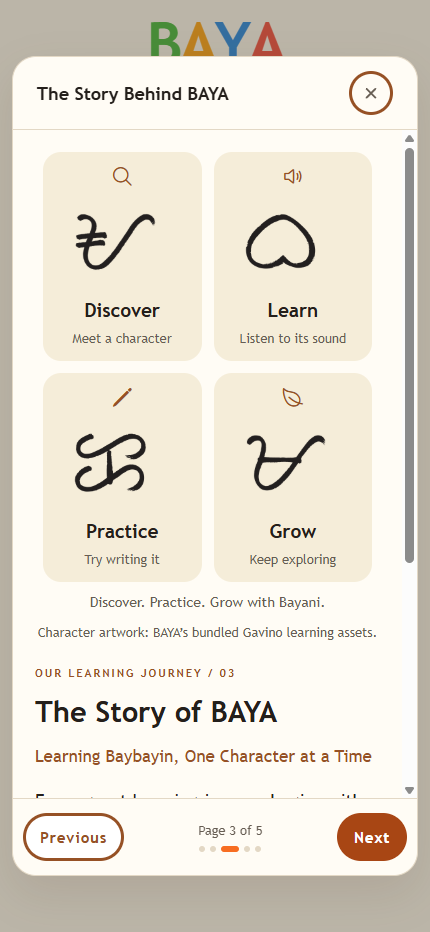 BAYA
The Story Behind BAYA
ᜀ ᜊ
Discover Learn
Meet a character Listen to its sound
ᜃ
Practice Grow
Try writing it Keep exploring
Discover. Practice. Grow with Bayani.
Character artwork: BAYA's bundled Gavino learning assets.
OUR LEARNING JOURNEY / 03
The Story of BAYA
Learning Baybayin, One Character at a Time
Previous Page 3 of 5 Next